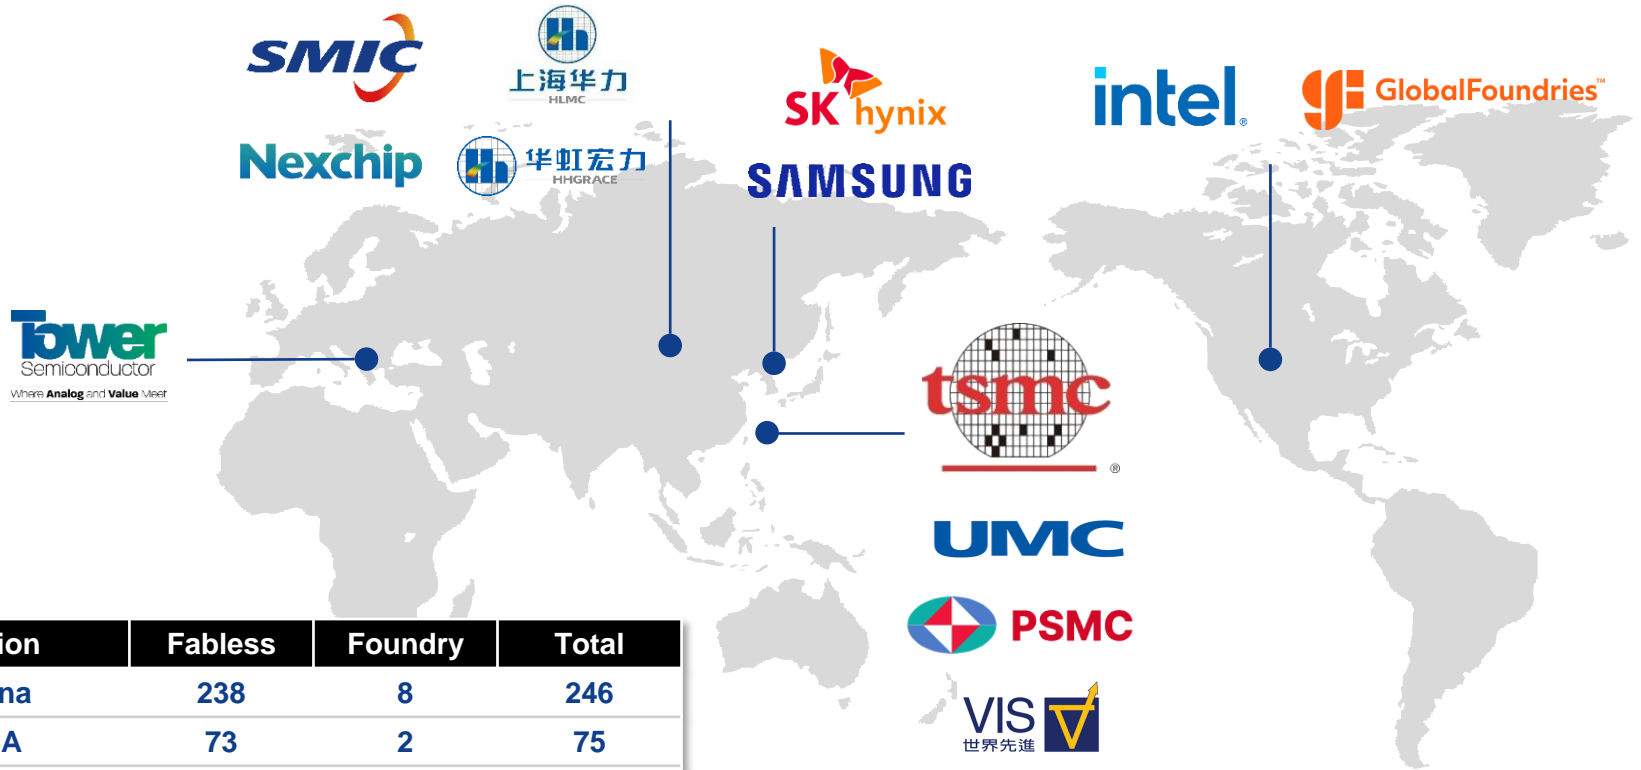 SMIC
上海华力
HLMC
Nexchip
华虹宏力
HHGRACE
SK hynix
SAMSUNG
intel®
GlobalFoundries™
Tower
Semiconductor
Where Analog and Value Meet
tsmc
®
UMC
PSMC
VIS
世界先進
ion Fabless Foundry Total
na 238 8 246
A 73 2 75